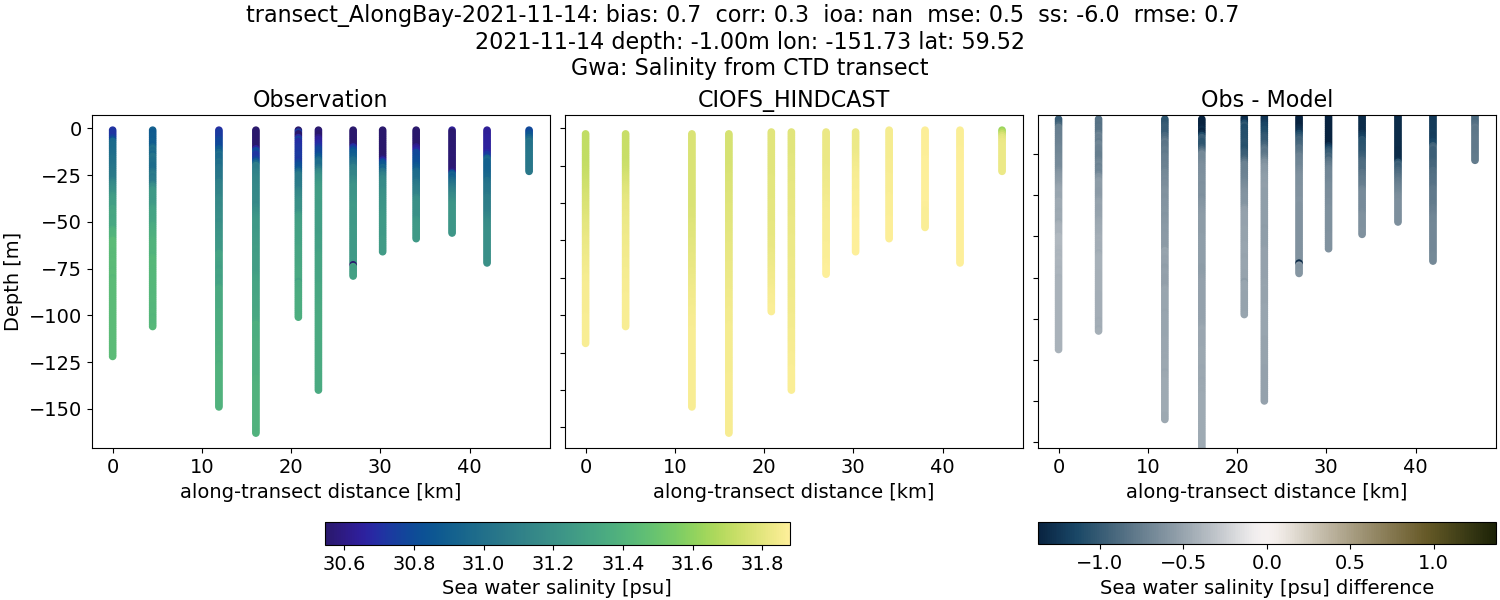 transect_AlongBay-2021-11-14: bias: 0.7  corr: 0.3  ioa: nan  mse: 0.5  ss: -6.0  rmse: 0.7
2021-11-14 depth: -1.00m lon: -151.73 lat: 59.52
Gwa: Salinity from CTD transect
Observation
CIOFS_HINDCAST
Obs - Model
Depth [m]
0
−25
−50
−75
−100
−125
−150
0 10 20 30 40
0 10 20 30 40
0 10 20 30 40
along-transect distance [km]
along-transect distance [km]
along-transect distance [km]
30.6 30.8 31.0 31.2 31.4 31.6 31.8
Sea water salinity [psu]
−1.0 −0.5 0.0 0.5 1.0
Sea water salinity [psu] difference